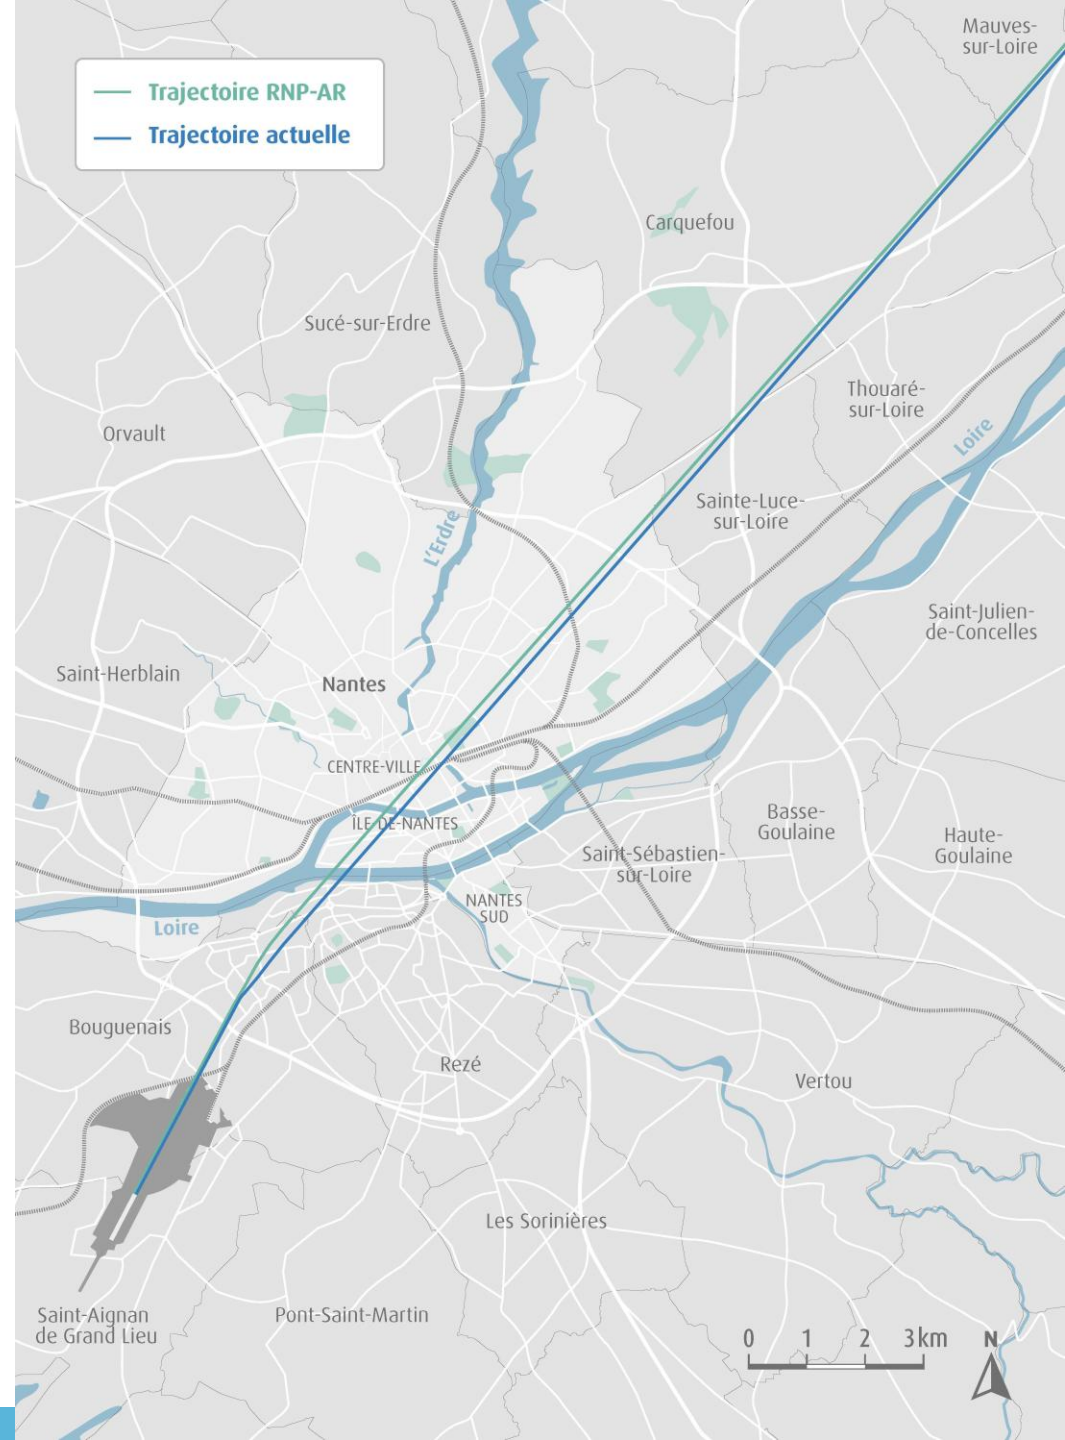 Mauves-
sur-Loire
Trajectoire RNP-AR
Trajectoire actuelle
Carquefou
Sucé-sur-Erdre
Thouaré-
sur-Loire
Orvault
Loire
Sainte-Luce-
sur-Loire
L'Erdre
Saint-Julien-
de-Concelles
Saint-Herblain
Nantes
CENTRE-VILLE
ÎLE-DE-NANTES
Basse-
Goulaine
Haute-
Goulaine
Saint-Sébastien-
sur-Loire
NANTES
SUD
Loire
Bouguenais
Rezé
Vertou
Les Sorinières
Saint-Aignan
de Grand Lieu
Pont-Saint-Martin
0 1 2 3 km
N